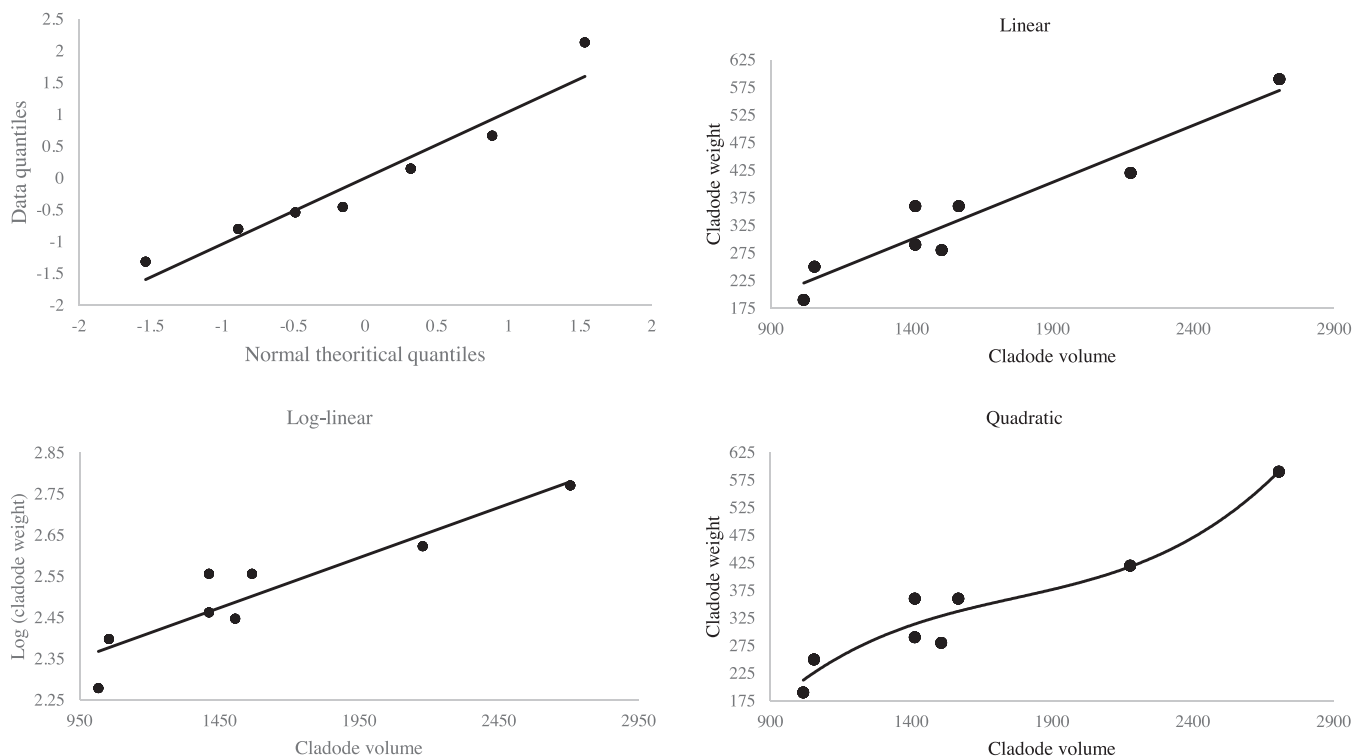 2.5
2
1.5
1
0.5
0
-0.5
-1
-1.5
-2
Data quantiles
-2 -1.5 -1 -0.5 0 0.5 1 1.5 2
Normal theoritical quantiles
Linear
625
575
525
475
425
375
325
275
225
175
Cladode weight
900 1400 1900 2400 2900
Cladode volume
Log-linear
2.85
2.75
2.65
2.55
2.45
2.35
2.25
Log (cladode weight)
950 1450 1950 2450 2950
Cladode volume
Quadratic
625
575
525
475
425
375
325
275
225
175
Cladode weight
900 1400 1900 2400 2900
Cladode volume